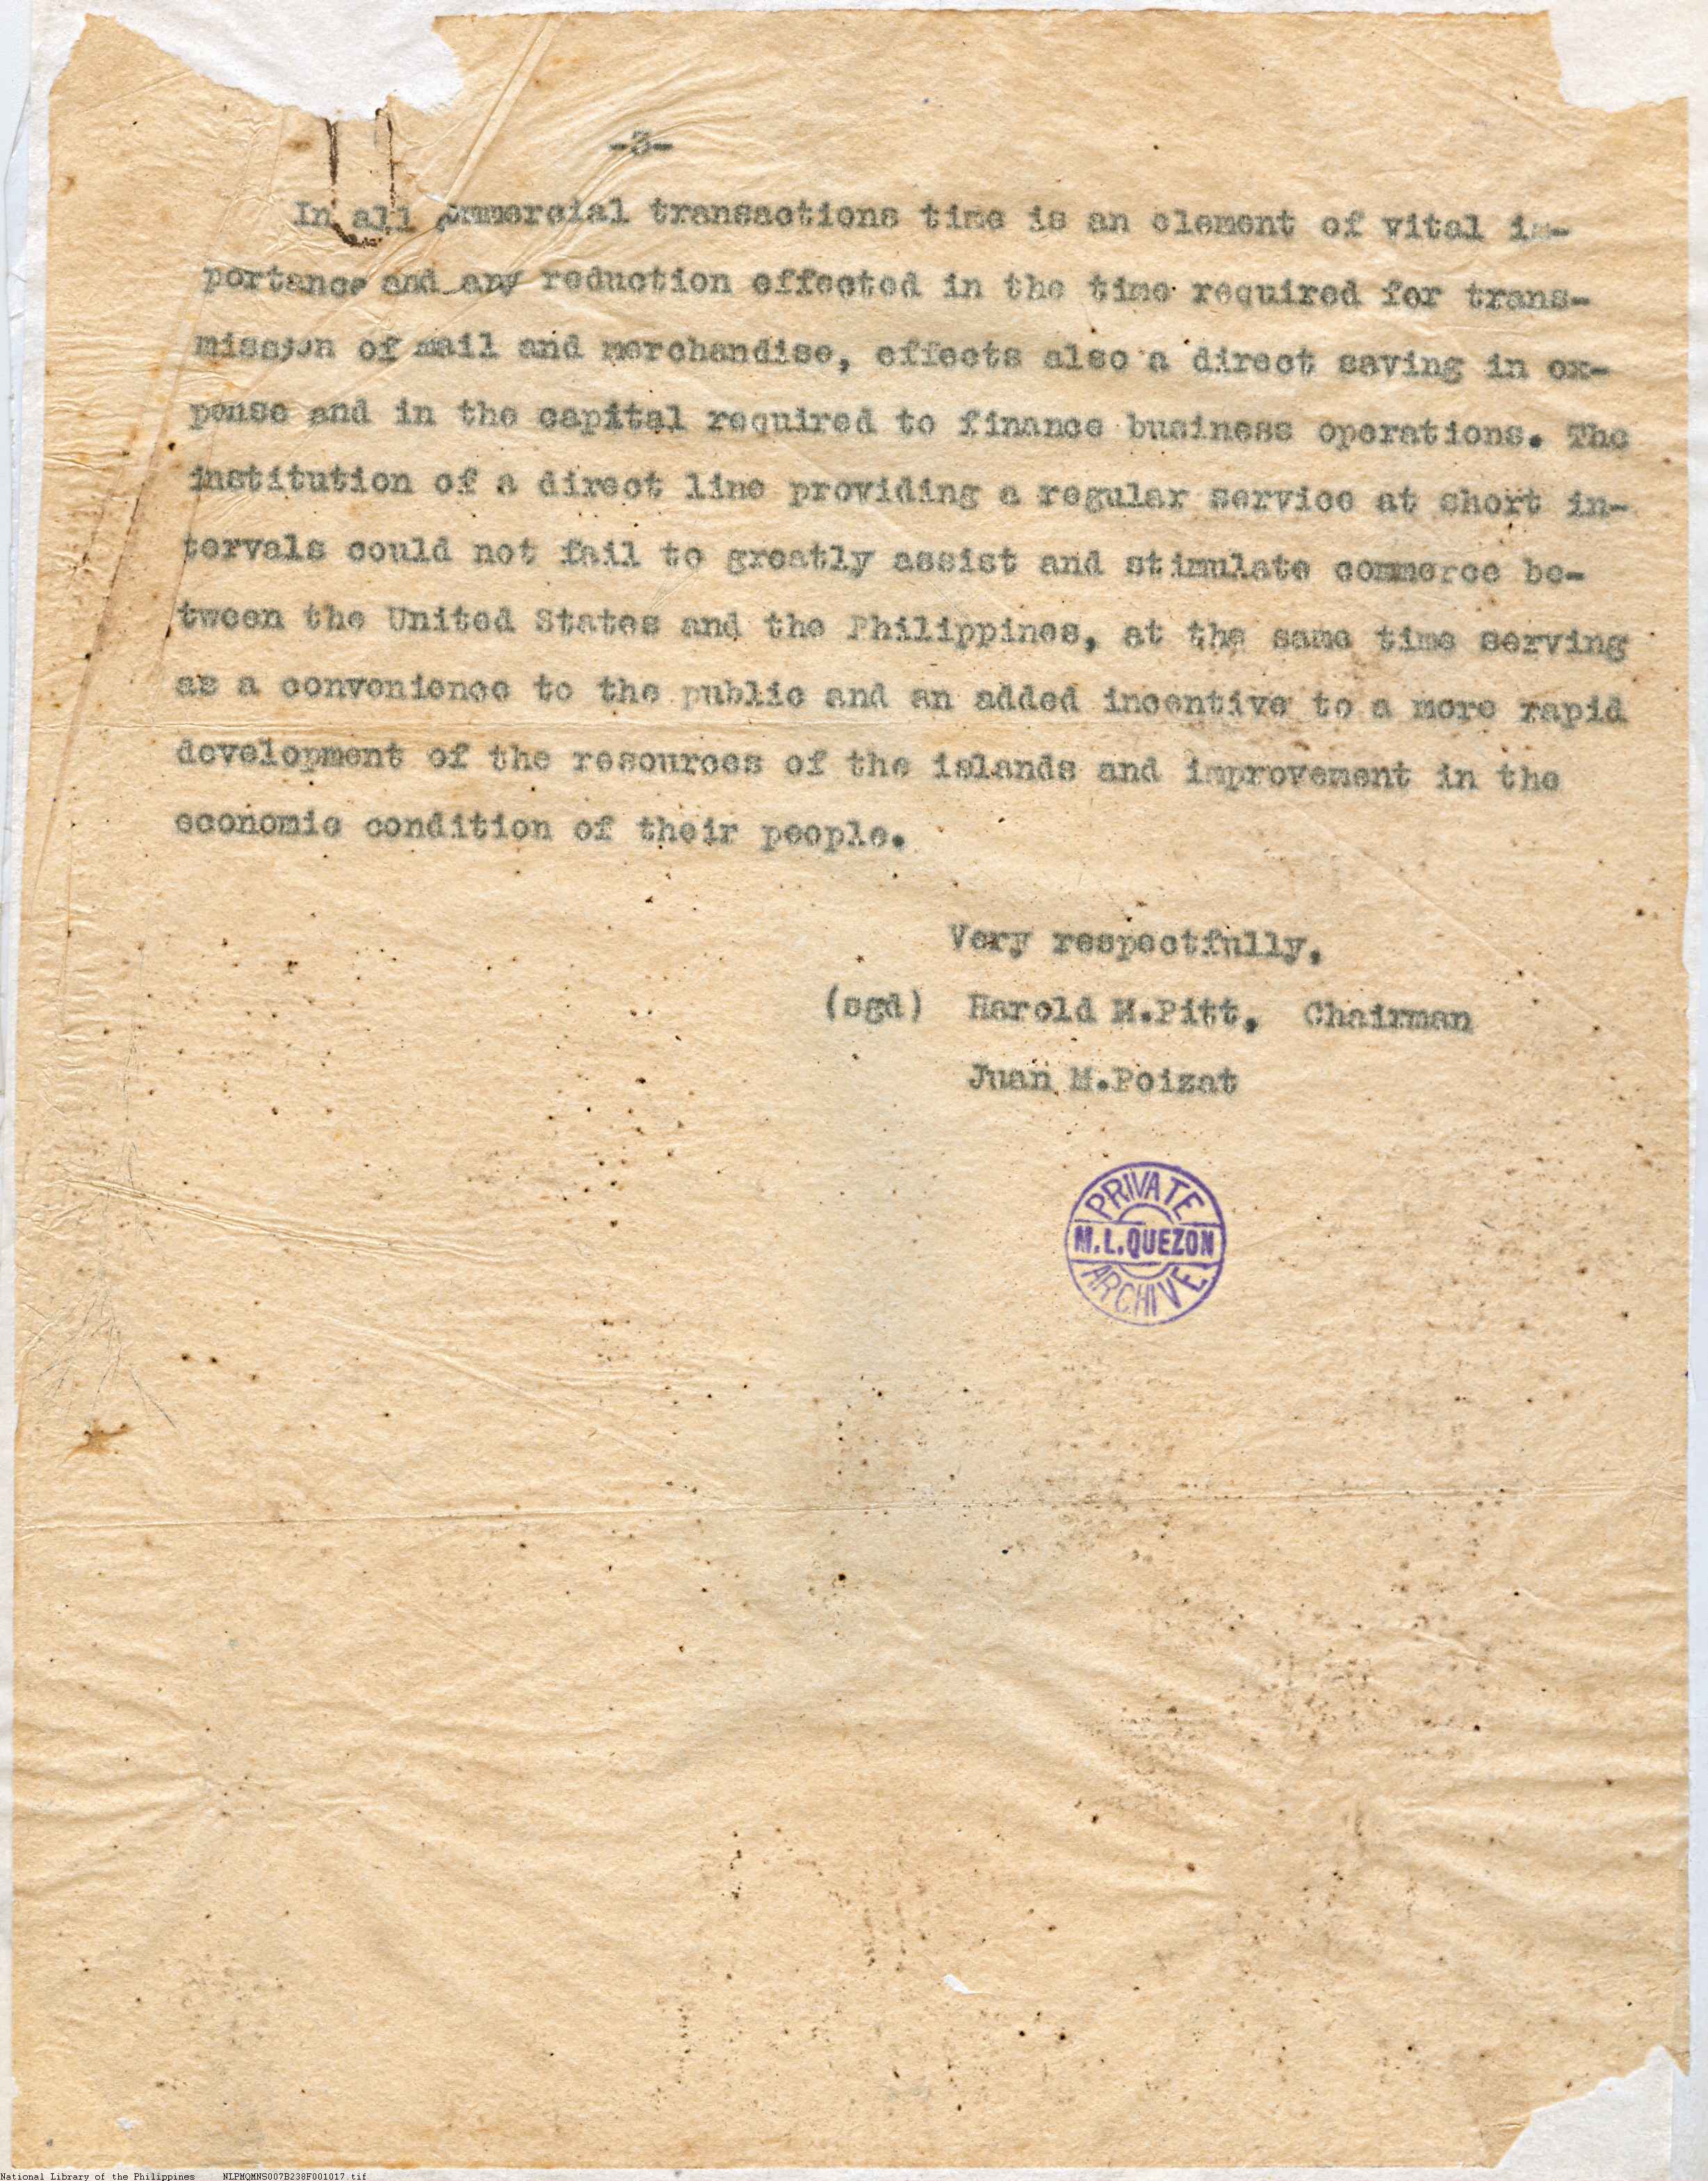 -3-
In all commercial transactions time is an element of vital im-
portance and any reduction effected in the time required for trans-
mission of mail and merchandise, effects also a direct saving in ex-
pense and in the capital required to finance business operations. The
institution of a direct line providing a regular service at short in-
tervals could not fail to greatly assist and stimulate commerce be-
tween the United States and the Philippines, at the same time serving
as a convenience to the public and an added incentive to a more rapid
development of the resources of the islands and improvement in the
economic condition of their people.
Very respectfully,
(sgd) Harold M.Pitt, Chairman
Juan M.Poizat
PRIVATE
M.L.QUEZON
ARCHIVE
National Library of the Philippines NLPMQMNS007B238F001017.tif